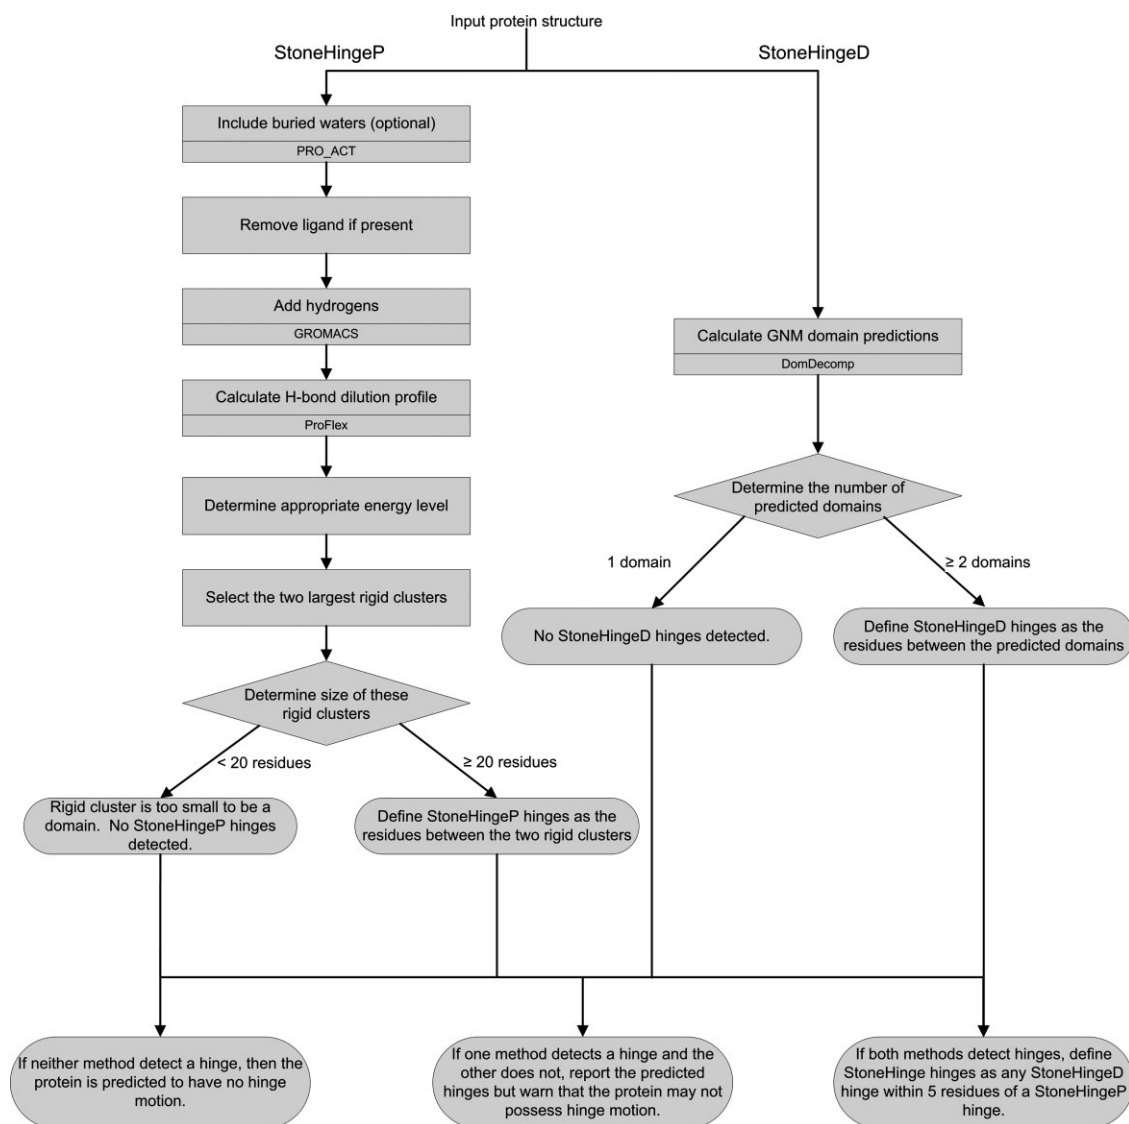 Input protein structure
StoneHingeP
StoneHingeD
Include buried waters (optional)
PRO_ACT
Remove ligand if present
Add hydrogens
GROMACS
Calculate H-bond dilution profile
ProFlex
Determine appropriate energy level
Select the two largest rigid clusters
Determine size of these
rigid clusters
< 20 residues
≥ 20 residues
Rigid cluster is too small to be a
domain.  No StoneHingeP hinges
detected.
Define StoneHingeP hinges as the
residues between the two rigid clusters
Calculate GNM domain predictions
DomDecomp
Determine the number of
predicted domains
1 domain
≥ 2 domains
No StoneHingeD hinges detected.
Define StoneHingeD hinges as the
residues between the predicted domains
If neither method detect a hinge, then the
protein is predicted to have no hinge
motion.
If one method detects a hinge and the
other does not, report the predicted
hinges but warn that the protein may not
possess hinge motion.
If both methods detect hinges, define
StoneHinge hinges as any StoneHingeD
hinge within 5 residues of a StoneHingeP
hinge.